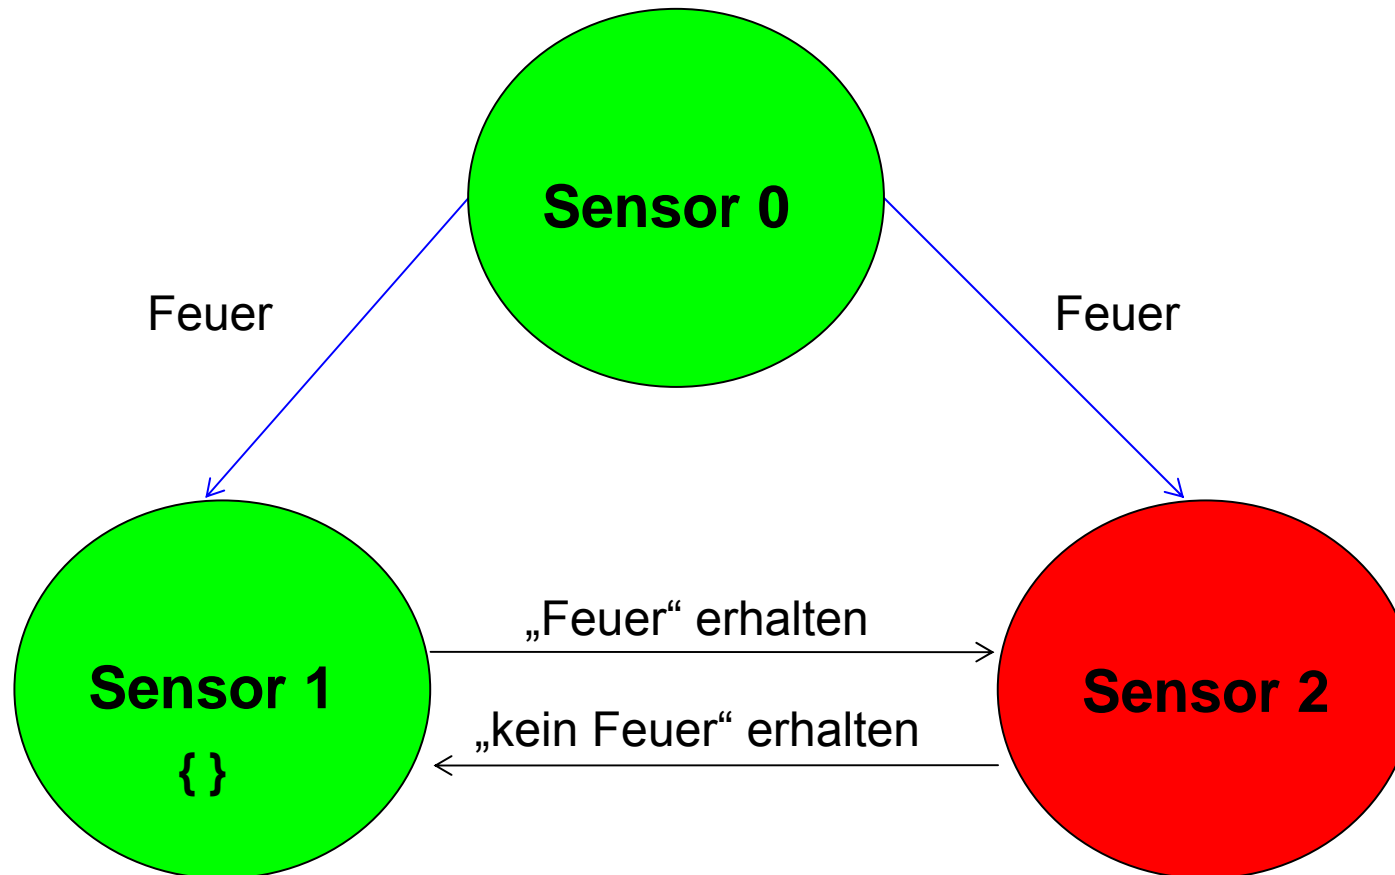 Sensor 0
Feuer
Feuer
„Feuer“ erhalten
Sensor 1
Sensor 2
„kein Feuer“ erhalten
{ }